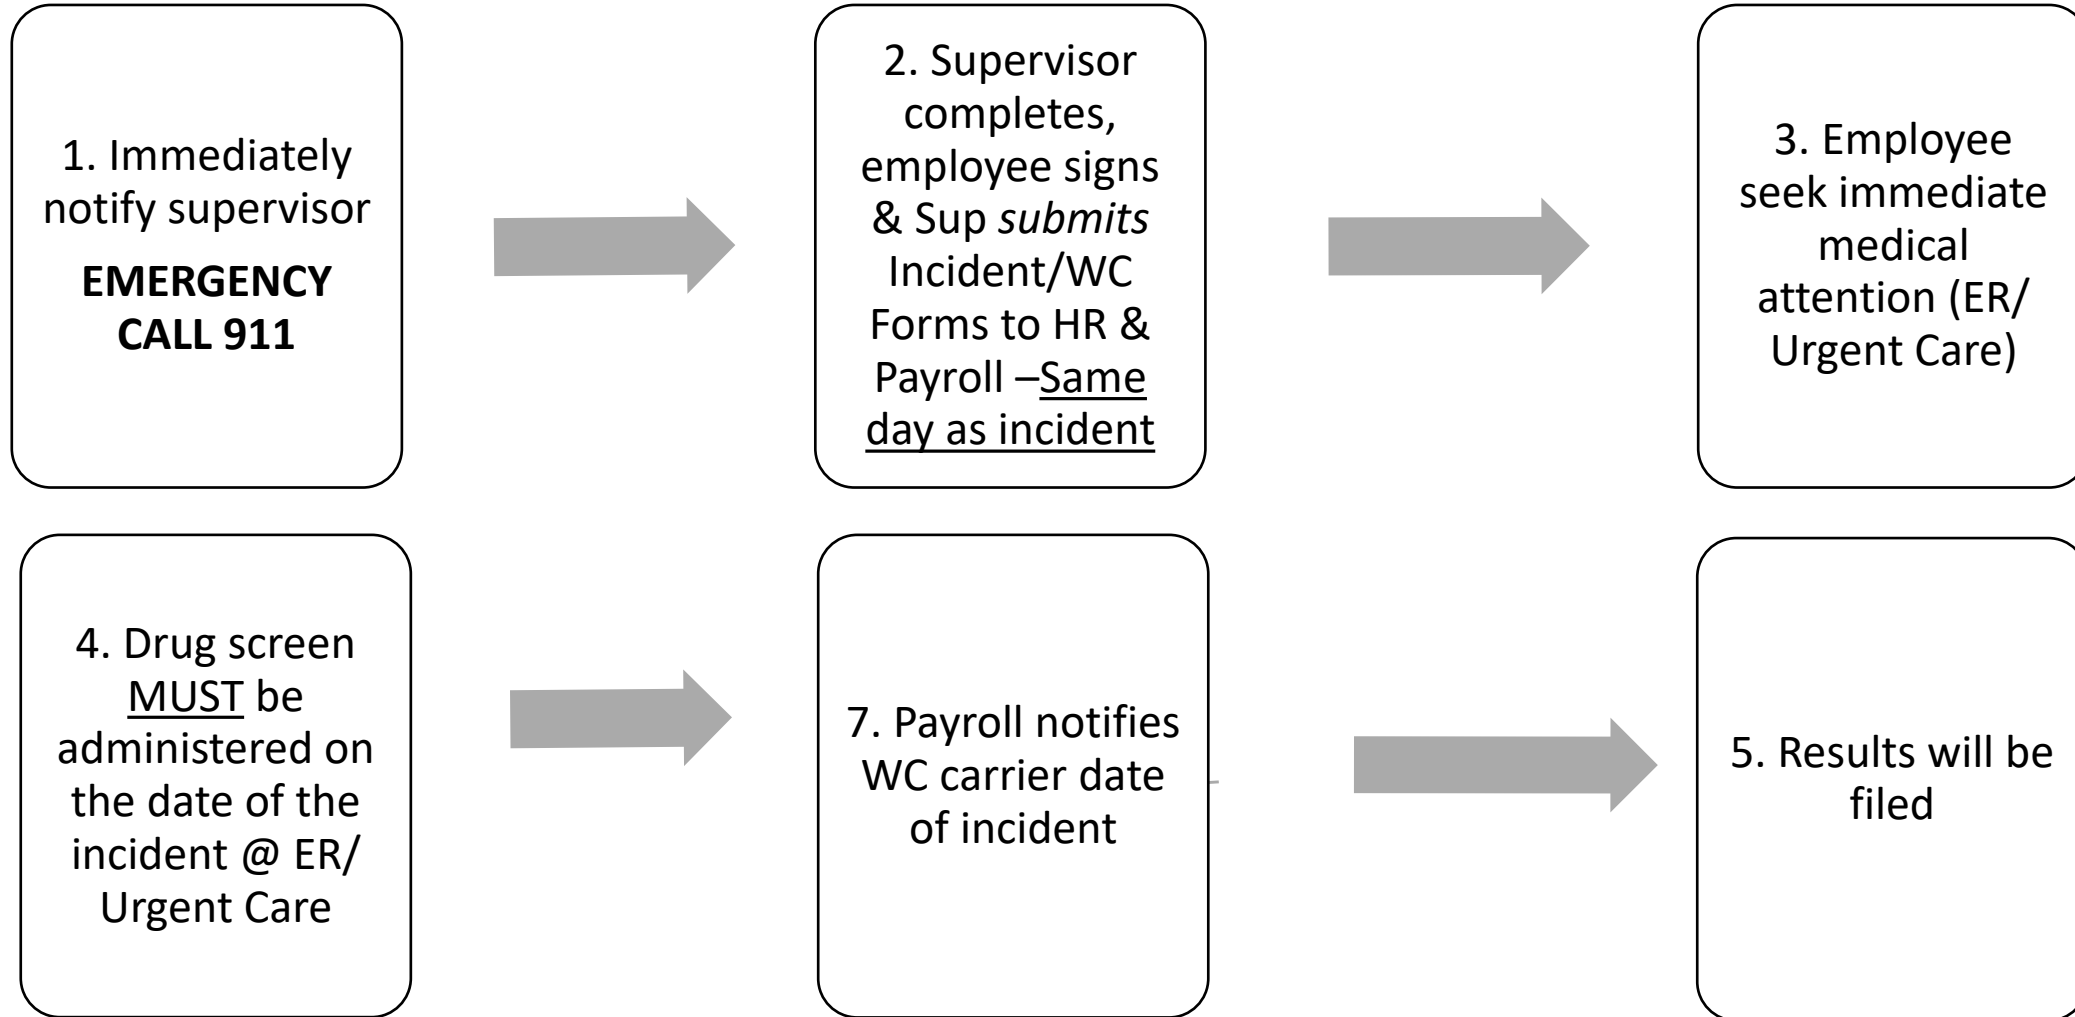 1. Immediately
notify supervisor
EMERGENCY
CALL 911
2. Supervisor
completes,
employee signs
& Sup submits
Incident/WC
Forms to HR &
Payroll –Same
day as incident
3. Employee
seek immediate
medical
attention (ER/
Urgent Care)
4. Drug screen
MUST be
administered on
the date of the
incident @ ER/
Urgent Care
7. Payroll notifies
WC carrier date
of incident
5. Results will be
filed